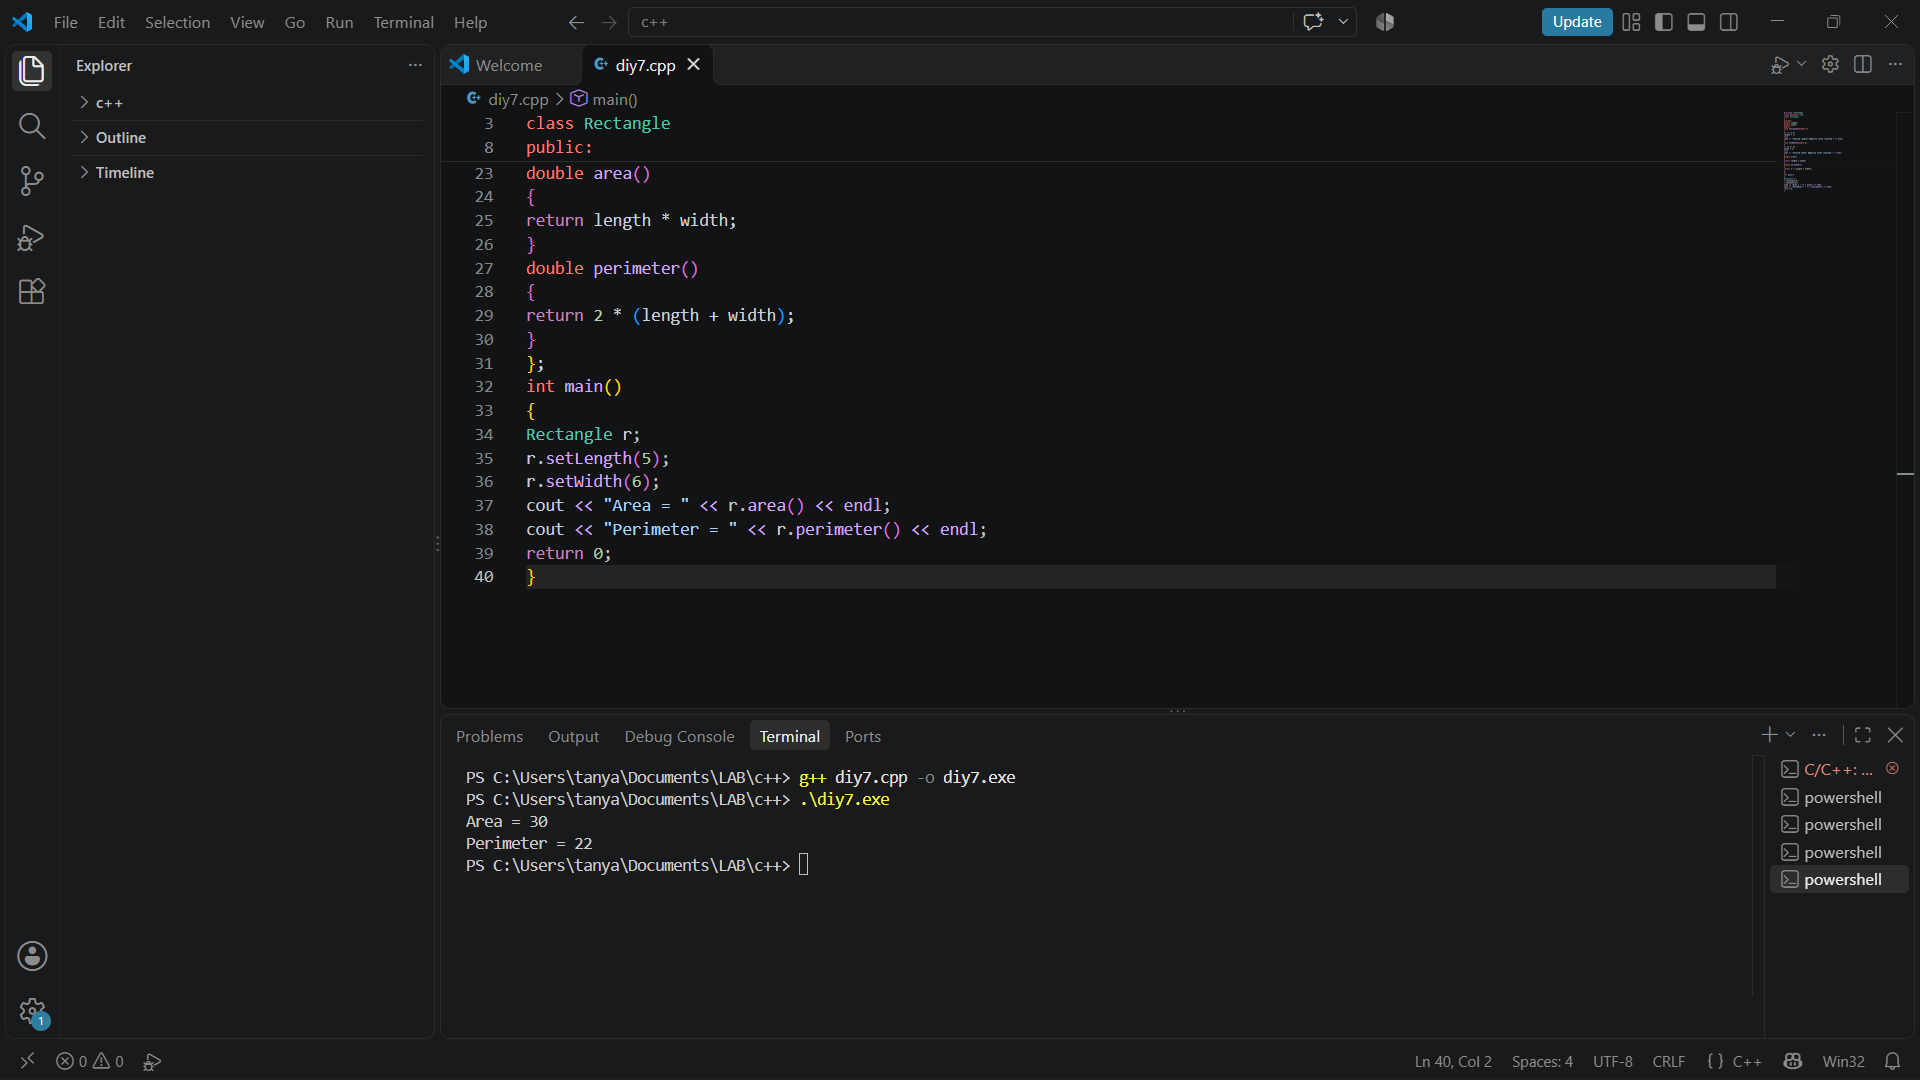 File Edit Selection View Go Run Terminal Help
c++
Update
Explorer
c++
Outline
Timeline
Welcome
diy7.cpp
diy7.cpp > main()
3 class Rectangle
8 public:
23 double area()
24 {
25 return length * width;
26 }
27 double perimeter()
28 {
29 return 2 * (length + width);
30 }
31 };
32 int main()
33 {
34 Rectangle r;
35 r.setLength(5);
36 r.setWidth(6);
37 cout << "Area = " << r.area() << endl;
38 cout << "Perimeter = " << r.perimeter() << endl;
39 return 0;
40 }
Problems Output Debug Console Terminal Ports
PS C:\Users\tanya\Documents\LAB\c++> g++ diy7.cpp -o diy7.exe
PS C:\Users\tanya\Documents\LAB\c++> .\diy7.exe
Area = 30
Perimeter = 22
PS C:\Users\tanya\Documents\LAB\c++>
C/C++: ...
powershell
powershell
powershell
powershell
1
0 0
Ln 40, Col 2 Spaces: 4 UTF-8 CRLF {} C++ Win32